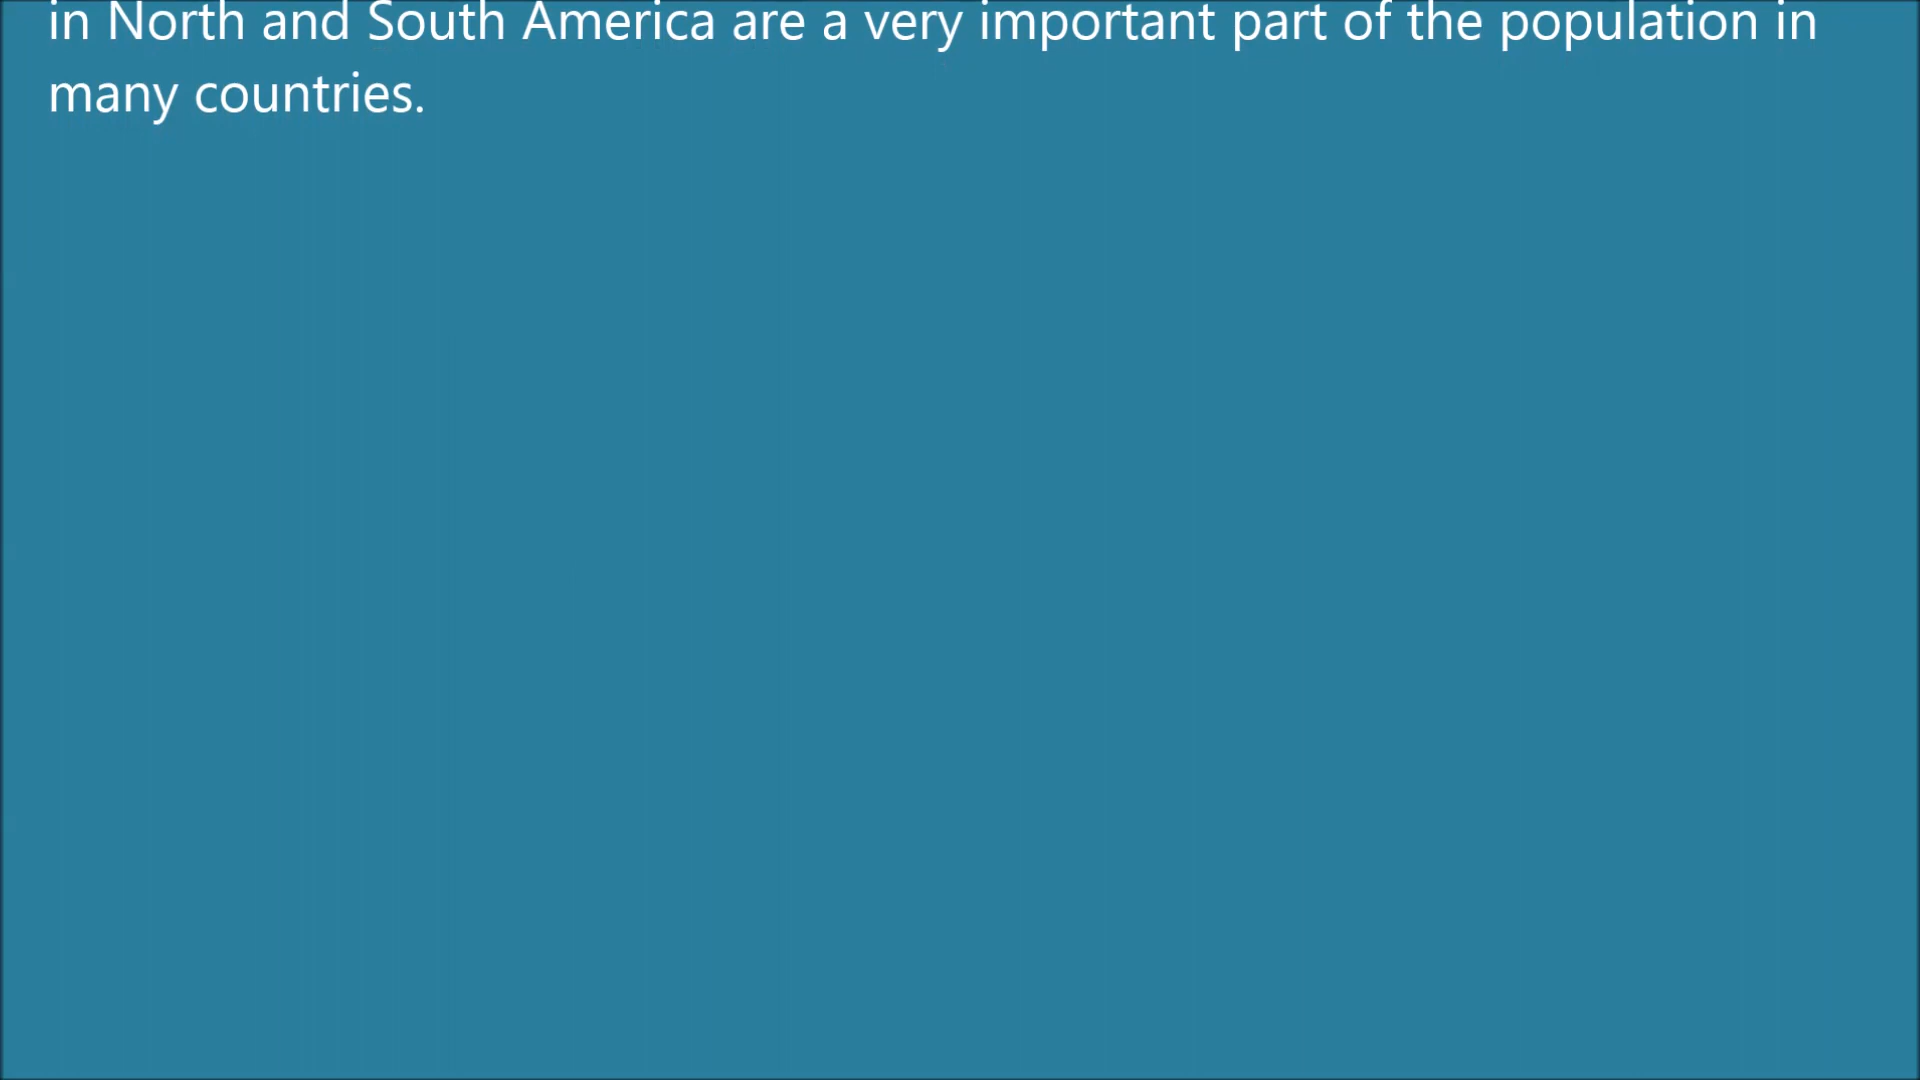 in North and South America are a very important part of the population in
many countries.